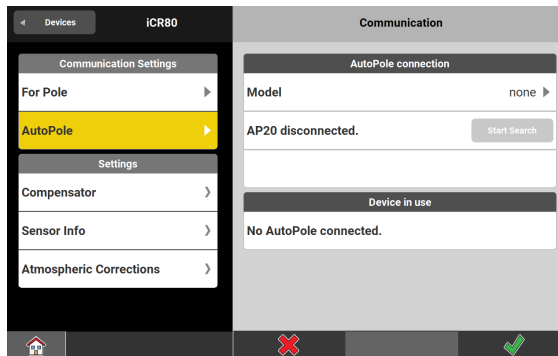 Devices
iCR80
Communication
Communication Settings
For Pole
AutoPole
Settings
Compensator
Sensor Info
Atmospheric Corrections
AutoPole connection
Model none
AP20 disconnected. Start Search
Device in use
No AutoPole connected.